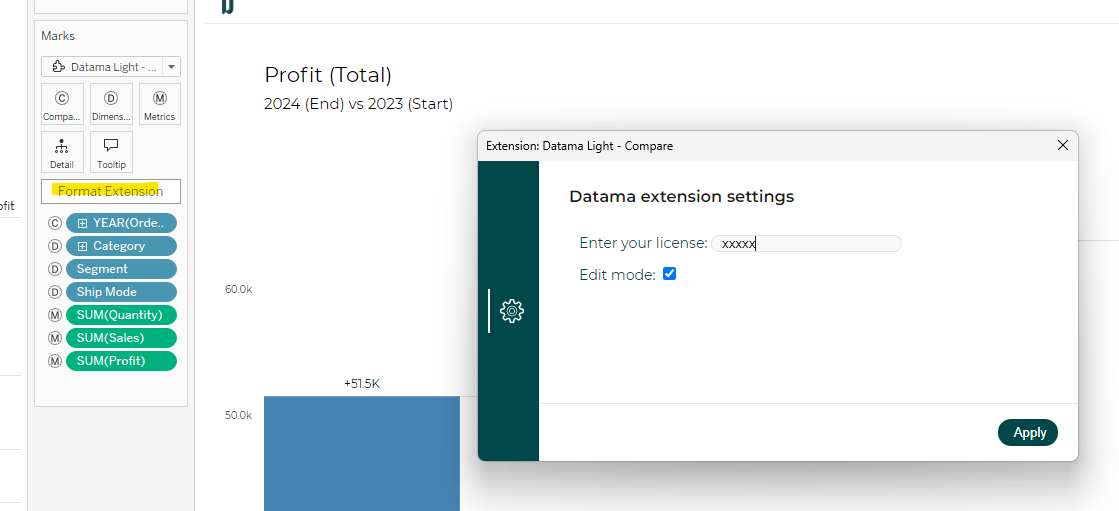 Marks
Datama Light - ...
C
D
M
Compa...
Dimens...
Metrics
Detail
Tooltip
Format Extension
ofit
C YEAR(Orde..
D Category
D Segment
D Ship Mode
M SUM(Quantity)
M SUM(Sales)
M SUM(Profit)
Profit (Total)
2024 (End) vs 2023 (Start)
60.0k
+51.5K
50.0k
Extension: Datama Light - Compare
Datama extension settings
Enter your license: xxxxx
Edit mode:
Apply